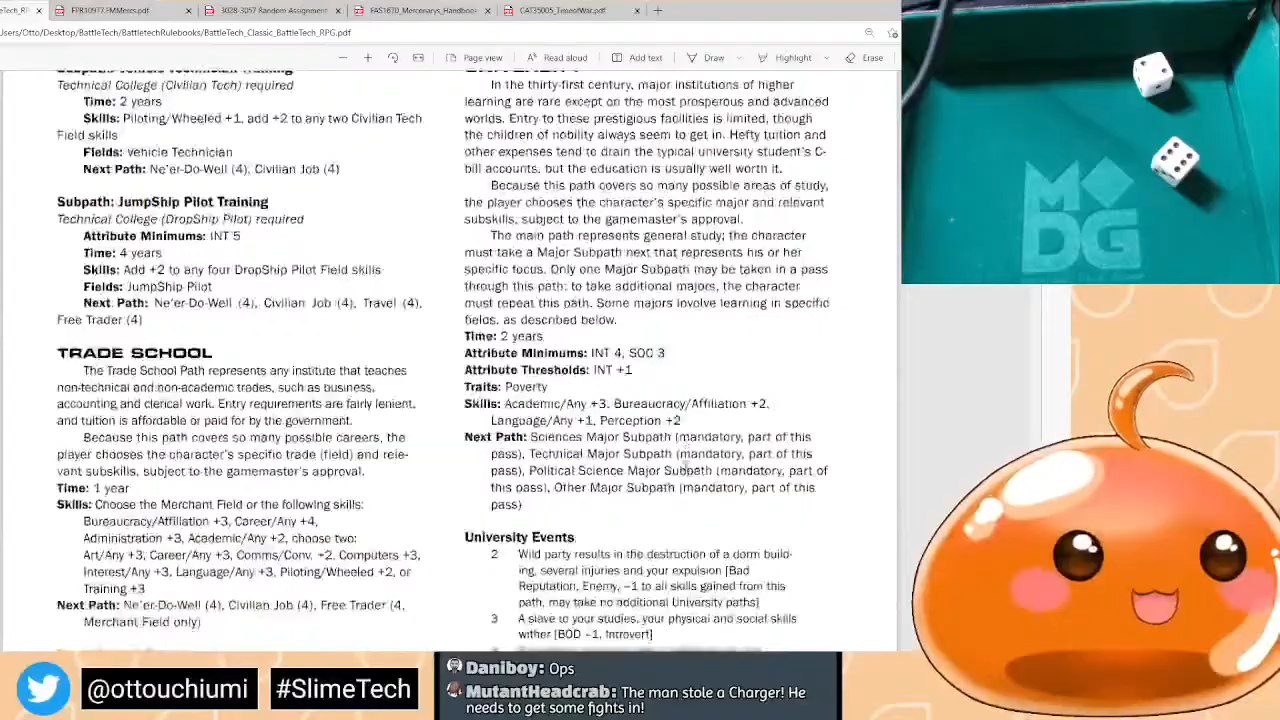 eTech_R
FPR10977.FMMercs.pdf
3028-3057 Random Assignment
FAS1670_Mercenarys_Handboo
CAT35005_TimeofWar.pdf
Users/Otto/Desktop/BattleTech/BattletechRulebooks/BattleTech_Classic_BattleTech_RPG.pdf
Page view
Read aloud
Add text
Draw
Highlight
Erase
Technical College (Civilian Tech) required
Time: 2 years
Skills: Piloting/Wheeled +1, add +2 to any two Civilian Tech
Field skills
Fields: Vehicle Technician
Next Path: Ne'er-Do-Well (4), Civilian Job (4)
Subpath: JumpShip Pilot Training
Technical College (DropShip Pilot) required
Attribute Minimums: INT 5
Time: 4 years
Skills: Add +2 to any four DropShip Pilot Field skills
Fields: JumpShip Pilot
Next Path: Ne'er-Do-Well (4), Civilian Job (4), Travel (4),
Free Trader (4)
TRADE SCHOOL
The Trade School Path represents any institute that teaches
non-technical and non-academic trades, such as business,
accounting and clerical work. Entry requirements are fairly lenient,
and tuition is affordable or paid for by the government.
Because this path covers so many possible careers, the
player chooses the character's specific trade (field) and rele-
vant subskills, subject to the gamemaster's approval.
Time: 1 year
Skills: Choose the Merchant Field or the following skills:
Bureaucracy/Affiliation +3, Career/Any +4,
Administration +3, Academic/Any +2, choose two:
Art/Any +3, Career/Any +3, Comms/Conv. +2, Computers +3,
Interest/Any +3, Language/Any +3, Piloting/Wheeled +2, or
Training +3
Next Path: Ne'er-Do-Well (4), Civilian Job (4), Free Trader (4,
Merchant Field only)
In the thirty-first century, major institutions of higher
learning are rare except on the most prosperous and advanced
worlds. Entry to these prestigious facilities is limited, though
the children of nobility always seem to get in. Hefty tuition and
other expenses tend to drain the typical university student's C-
bill accounts, but the education is usually well worth it.
Because this path covers so many possible areas of study,
the player chooses the character's specific major and relevant
subskills, subject to the gamemaster's approval.
The main path represents general study; the character
must take a Major Subpath next that represents his or her
specific focus. Only one Major Subpath may be taken in a pass
through this path; to take additional majors, the character
must repeat this path. Some majors involve learning in specific
fields, as described below.
Time: 2 years
Attribute Minimums: INT 4, SOC 3
Attribute Thresholds: INT +1
Traits: Poverty
Skills: Academic/Any +3, Bureaucracy/Affiliation +2,
Language/Any +1, Perception +2
Next Path: Sciences Major Subpath (mandatory, part of this
pass), Technical Major Subpath (mandatory, part of this
pass), Political Science Major Subpath (mandatory, part of
this pass), Other Major Subpath (mandatory, part of this
pass)
University Events
2 Wild party results in the destruction of a dorm build-
ing, several injuries and your expulsion [Bad
Reputation, Enemy, –1 to all skills gained from this
path, may take no additional University paths]
3 A slave to your studies, your physical and social skills
wither [BOD –1, Introvert]
MDG
@ottouchiumi
#SlimeTech
Daniboy: Ops
MutantHeadcrab: The man stole a Charger! He
needs to get some fights in!